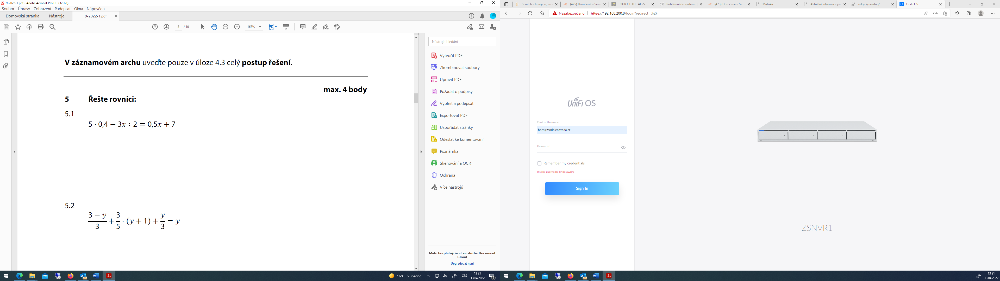 9-2022-1.pdf - Adobe Acrobat Pro DC (32-bit)
Soubor Úpravy Zobrazení Podepsat Okna Nápověda
Domovská stránka Nástroje 9-2022-1.pdf ×
3 / 10 167%
V záznamovém archu uveďte pouze v úloze 4.3 celý postup řešení.
max. 4 body
5 Řešte rovnici:
5.1
5 · 0,4 − 3x : 2 = 0,5x + 7
5.2
\frac{3 − y}{3} + \frac{3}{5} · (y + 1) + \frac{y}{3} = y
Nástroje hledání
Vytvořit PDF
Zkombinovat soubory
Upravit PDF
Požádat o podpisy
Vyplnit a podepsat
Exportovat PDF
Uspořádat stránky
Odeslat ke komentování
Poznámka
Skenování a OCR
Ochrana
Více nástrojů
Máte bezplatný účet ve službě Document
Cloud
Upgradovat nyní
16°C Slunečno CES 13:21
13.04.2022
4
Scratch - Imagine, Pro (475) Doručené – Sezn TOUR OF THE ALPS Přihlášení do systému (473) Doručené – Sezn Matrika Aktuální informace pr edge://newtab/ UniFi OS
Nezabezpečeno https://192.168.200.8/login?redirect=%2F
UniFi OS
Email or Username
holy@zsodolenavoda.cz
Password
Remember my credentials
Invalid username or password
Sign In
ZSNVR1
13:21
13.04.2022